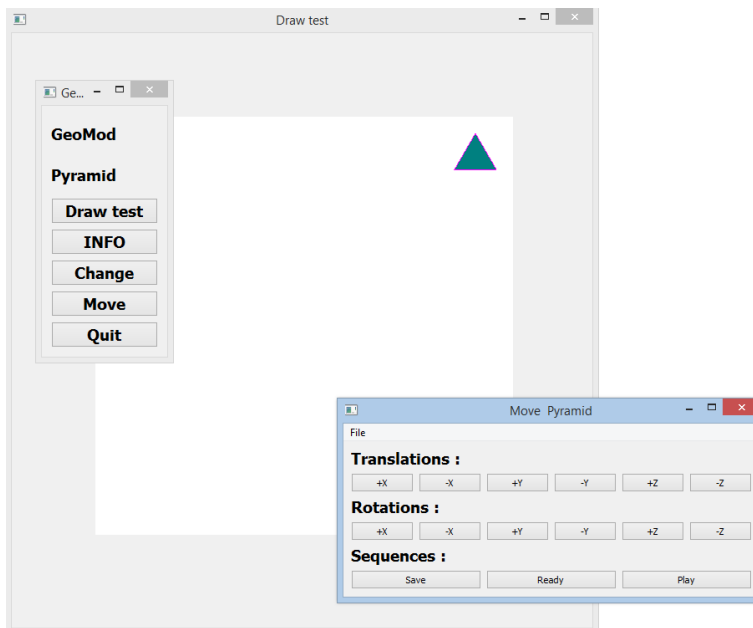 Draw test
Ge...
GeoMod
Pyramid
Draw test
INFO
Change
Move
Quit
Move Pyramid
File
Translations :
+X -X +Y -Y +Z -Z
Rotations :
+X -X +Y -Y +Z -Z
Sequences :
Save Ready Play